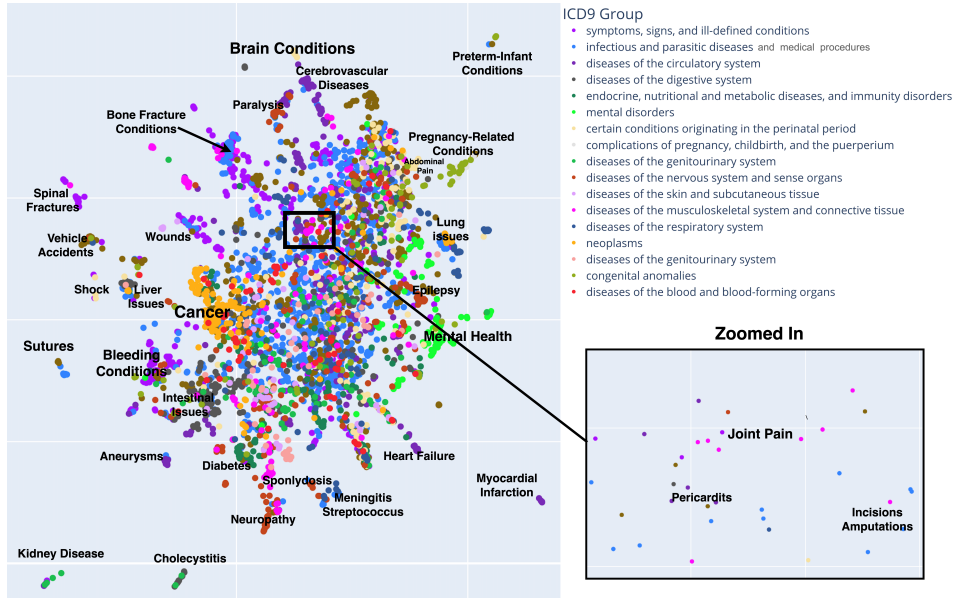 ICD9 Group
symptoms, signs, and ill-defined conditions
infectious and parasitic diseases and medical procedures
diseases of the circulatory system
diseases of the digestive system
endocrine, nutritional and metabolic diseases, and immunity disorders
mental disorders
certain conditions originating in the perinatal period
complications of pregnancy, childbirth, and the puerperium
diseases of the genitourinary system
diseases of the nervous system and sense organs
diseases of the skin and subcutaneous tissue
diseases of the musculoskeletal system and connective tissue
diseases of the respiratory system
neoplasms
diseases of the genitourinary system
congenital anomalies
diseases of the blood and blood-forming organs
Brain Conditions
Preterm-Infant
Conditions
Cerebrovascular
Diseases
Paralysis
Bone Fracture
Conditions
Pregnancy-Related
Conditions
Abdominal
Pain
Spinal
Fractures
Wounds
Lung
issues
Vehicle
Accidents
Shock
Liver
Issues
Epilepsy
Cancer
Mental Health
Sutures
Bleeding
Conditions
Intestinal
Issues
Aneurysms
Diabetes
Heart Failure
Sponlydosis
Myocardial
Infarction
Meningitis
Streptococcus
Neuropathy
Kidney Disease
Cholecystitis
Zoomed In
Joint Pain
Pericardits
Incisions
Amputations